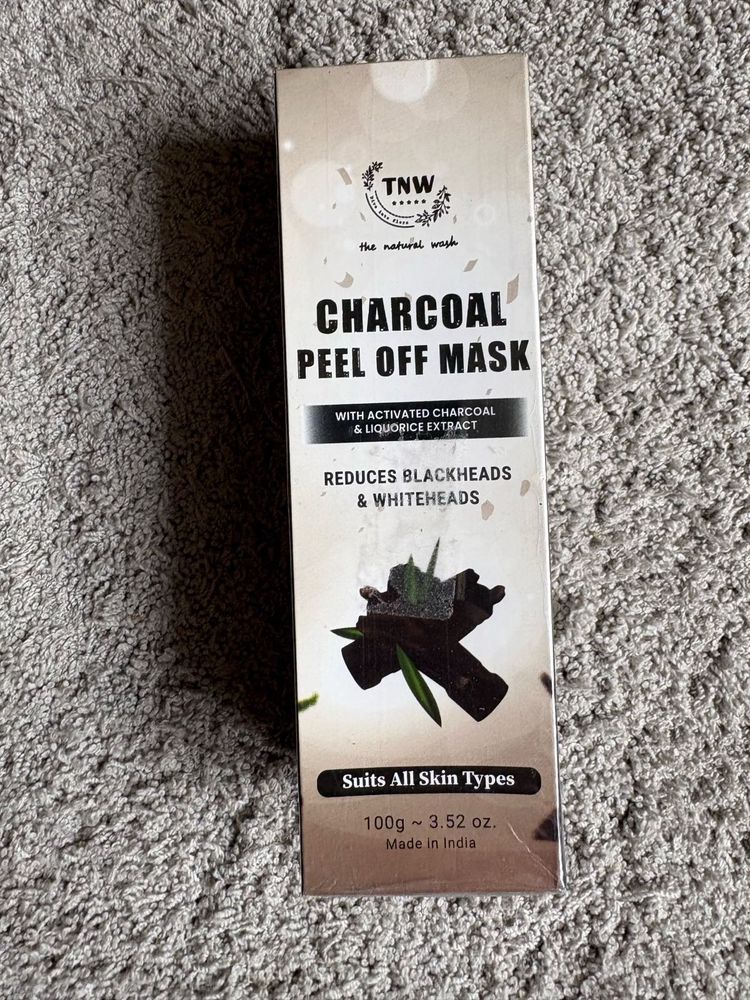 TNW
the natural wash
CHARCOAL
PEEL OFF MASK
WITH ACTIVATED CHARCOAL
& LIQUORICE EXTRACT
REDUCES BLACKHEADS
& WHITEHEADS
Suits All Skin Types
100g ~ 3.52 oz.
Made in India